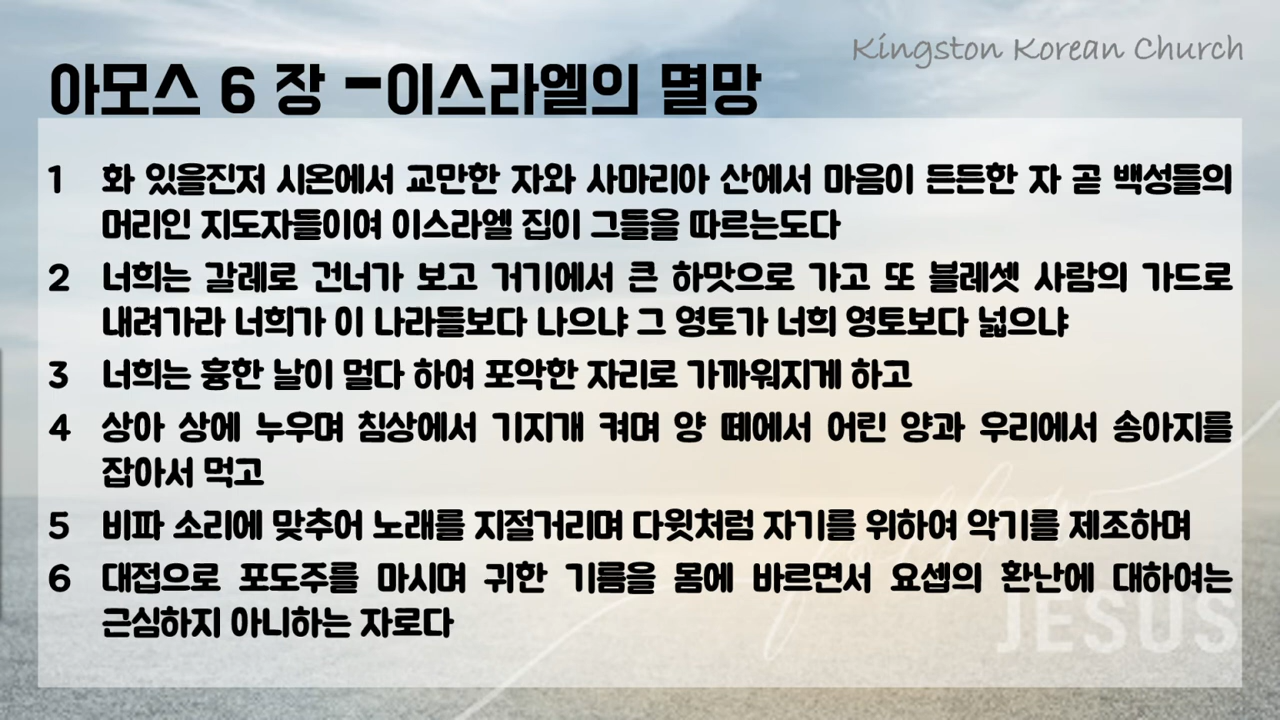 Kingston Korean Church
아모스 6 장 -이스라엘의 멸망
1 화 있을진저 시온에서 교만한 자와 사마리아 산에서 마음이 든든한 자 곧 백성들의
머리인 지도자들이여 이스라엘 집이 그들을 따르는도다
2 너희는 갈레로 건너가 보고 거기에서 큰 하맛으로 가고 또 블레셋 사람의 가드로
내려가라 너희가 이 나라들보다 나으냐 그 영토가 너희 영토보다 넓으냐
3 너희는 흉한 날이 멀다 하여 포악한 자리로 가까워지게 하고
4 상아 상에 누우며 침상에서 기지개 켜며 양 떼에서 어린 양과 우리에서 송아지를
잡아서 먹고
5 비파 소리에 맞추어 노래를 지절거리며 다윗처럼 자기를 위하여 악기를 제조하며
6 대접으로 포도주를 마시며 귀한 기름을 몸에 바르면서 요셉의 환난에 대하여는
근심하지 아니하는 자로다
follow
JESUS